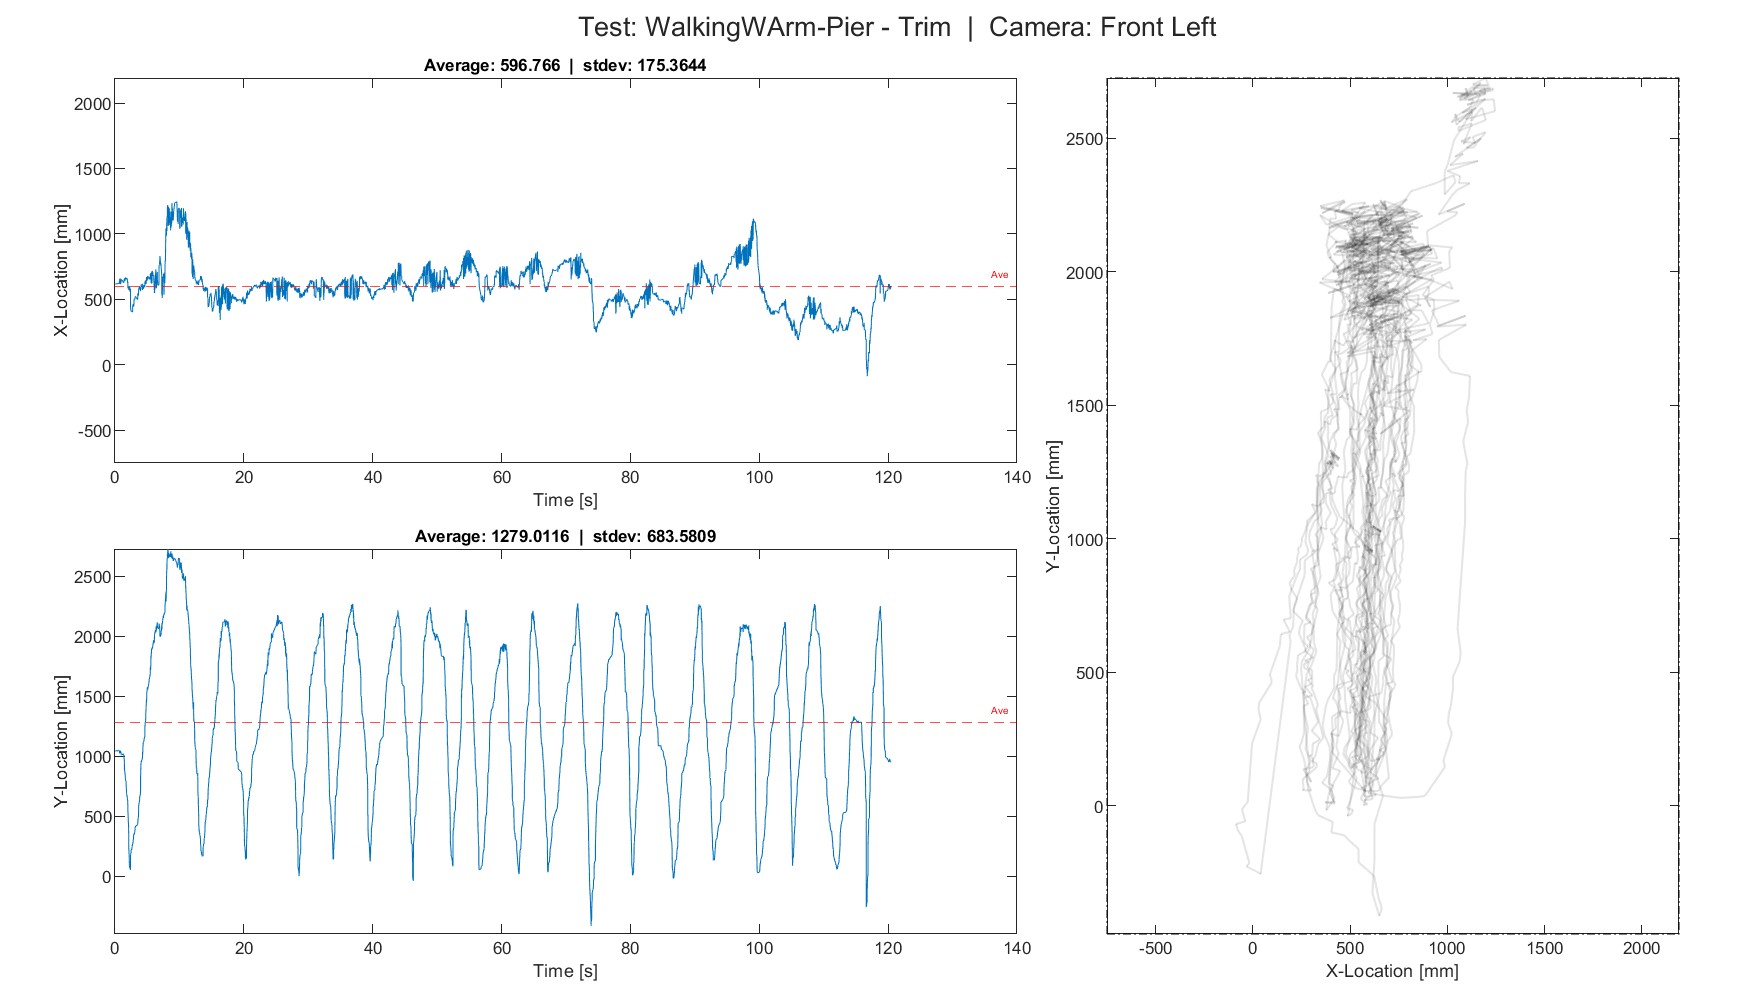 Test: WalkingWArm-Pier - Trim | Camera: Front Left
Average: 596.766 | stdev: 175.3644
2000
1500
1000
500
0
-500
X-Location [mm]
Ave
0 20 40 60 80 100 120 140
Time [s]
Average: 1279.0116 | stdev: 683.5809
2500
2000
1500
1000
500
0
Y-Location [mm]
Ave
0 20 40 60 80 100 120 140
Time [s]
2500
2000
1500
1000
500
0
Y-Location [mm]
-500 0 500 1000 1500 2000
X-Location [mm]